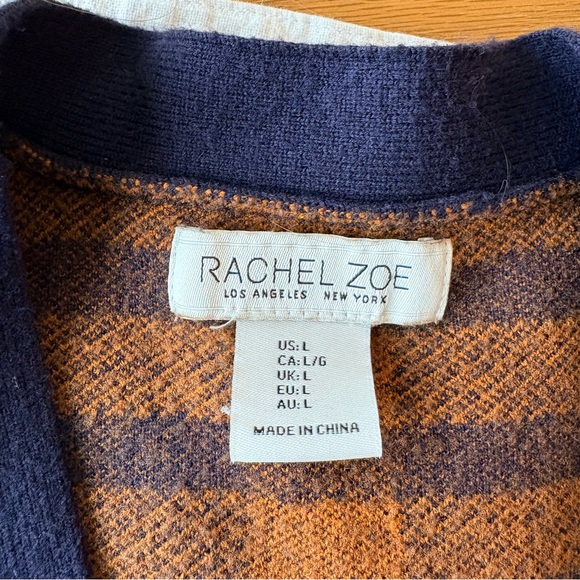 RACHEL ZOE
LOS ANGELES NEW YORK
US: L
CA: L/G
UK: L
EU: L
AU: L
MADE IN CHINA